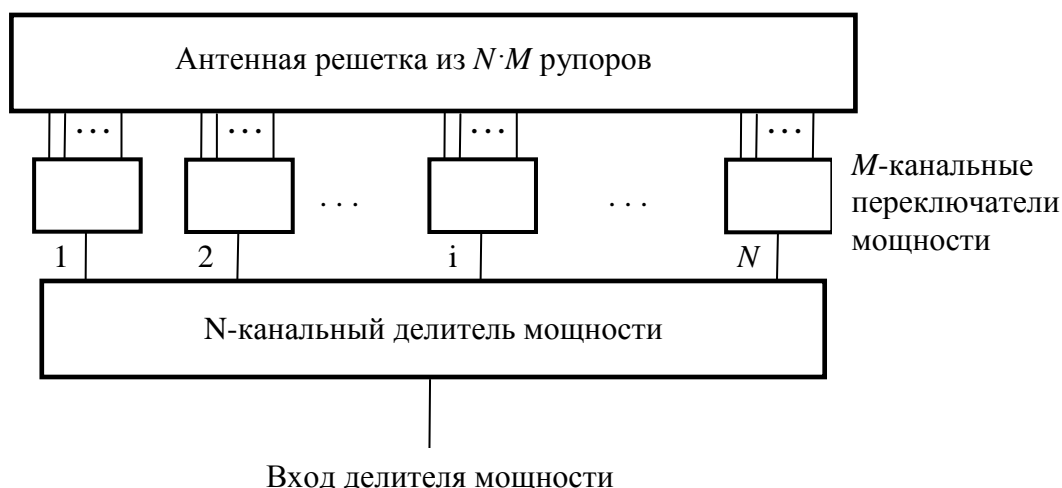 Антенная решетка из N·M рупоров
... ... ... ...
M-канальные
переключатели
мощности
... ...
1 2 i N
N-канальный делитель мощности
Вход делителя мощности